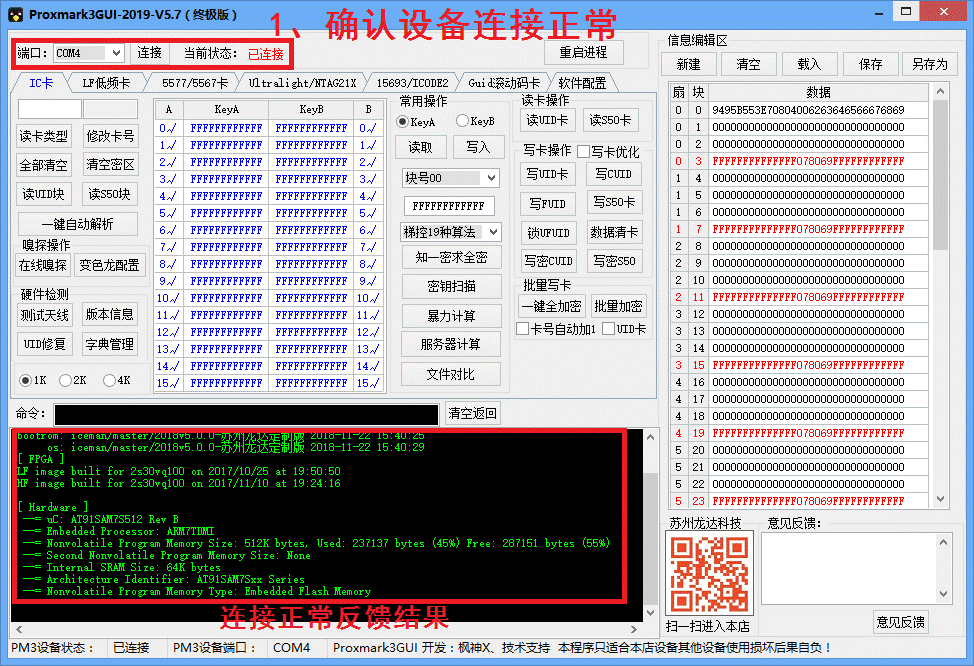 Proxmark3GUI-2019-V5.7 ( 终极版 )
1、确认设备连接正常
端口: COM4 连接 当前状态: 已连接 重启进程
IC卡 LF低频卡 5577/5567卡 Ultralight/NTAG21X 15693/ICODE2 Guid滚动码卡 软件配置
读卡类型 修改卡号
全部清空 清空密区
读UID块 读S50块
一键自动解析
嗅探操作
在线嗅探 变色龙配置
硬件检测
测试天线 版本信息
UID修复 字典管理
1K 2K 4K
A KeyA KeyB B
0✓ FFFFFFFFFFFF FFFFFFFFFFFF 0✓
1✓ FFFFFFFFFFFF FFFFFFFFFFFF 1✓
2✓ FFFFFFFFFFFF FFFFFFFFFFFF 2✓
3✓ FFFFFFFFFFFF FFFFFFFFFFFF 3✓
4✓ FFFFFFFFFFFF FFFFFFFFFFFF 4✓
5✓ FFFFFFFFFFFF FFFFFFFFFFFF 5✓
6✓ FFFFFFFFFFFF FFFFFFFFFFFF 6✓
7✓ FFFFFFFFFFFF FFFFFFFFFFFF 7✓
8✓ FFFFFFFFFFFF FFFFFFFFFFFF 8✓
9✓ FFFFFFFFFFFF FFFFFFFFFFFF 9✓
10✓ FFFFFFFFFFFF FFFFFFFFFFFF 10✓
11✓ FFFFFFFFFFFF FFFFFFFFFFFF 11✓
12✓ FFFFFFFFFFFF FFFFFFFFFFFF 12✓
13✓ FFFFFFFFFFFF FFFFFFFFFFFF 13✓
14✓ FFFFFFFFFFFF FFFFFFFFFFFF 14✓
15✓ FFFFFFFFFFFF FFFFFFFFFFFF 15✓
常用操作
KeyA KeyB
读取 写入
块号00
FFFFFFFFFFFF
梯控19种算法
知一密求全密
密钥扫描
暴力计算
服务器计算
文件对比
读卡操作
读UID卡 读S50卡
写卡操作 写卡优化
写UID卡 写CUID
写FUID 写S50卡
锁UFUID 数据清卡
写密CUID 写密S50
批量写卡
一键全加密 批量加密
卡号自动加1 UID卡
命令: 清空返回
bootrom: iceman/master/2018v5.0.0-苏州龙达定制版 2018-11-22 15:40:25
os: iceman/master/2018v5.0.0-苏州龙达定制版 2018-11-22 15:40:29
[ FPGA ]
LF image built for 2s30vq100 on 2017/10/25 at 19:50:50
HF image built for 2s30vq100 on 2017/11/10 at 19:24:16
[ Hardware ]
--= uC: AT91SAM7S512 Rev B
--= Embedded Processor: ARM7TDMI
--= Nonvolatile Program Memory Size: 512K bytes, Used: 237137 bytes (45%) Free: 287151 bytes (55%)
--= Second Nonvolatile Program Memory Size: None
--= Internal SRAM Size: 64K bytes
--= Architecture Identifier: AT91SAM7Sxx Series
--= Nonvolatile Program Memory Type: Embedded Flash Memory
连接正常反馈结果
信息编辑区
新建 清空 载入 保存 另存为
扇 块 数据
0 0 9495B553E70804006263646566676869
0 1 00000000000000000000000000000000
0 2 00000000000000000000000000000000
0 3 FFFFFFFFFFFFFF078069FFFFFFFFFFFF
1 4 00000000000000000000000000000000
1 5 00000000000000000000000000000000
1 6 00000000000000000000000000000000
1 7 FFFFFFFFFFFFFF078069FFFFFFFFFFFF
2 8 00000000000000000000000000000000
2 9 00000000000000000000000000000000
2 10 00000000000000000000000000000000
2 11 FFFFFFFFFFFFFF078069FFFFFFFFFFFF
3 12 00000000000000000000000000000000
3 13 00000000000000000000000000000000
3 14 00000000000000000000000000000000
3 15 FFFFFFFFFFFFFF078069FFFFFFFFFFFF
4 16 00000000000000000000000000000000
4 17 00000000000000000000000000000000
4 18 00000000000000000000000000000000
4 19 FFFFFFFFFFFFFF078069FFFFFFFFFFFF
5 20 00000000000000000000000000000000
5 21 00000000000000000000000000000000
5 22 00000000000000000000000000000000
5 23 FFFFFFFFFFFFFF078069FFFFFFFFFFFF
苏州龙达科技 意见反馈:
扫一扫进入本店 意见反馈
PM3设备状态： 已连接 PM3设备端口： COM4 Proxmark3GUI 开发：枫神X、技术支持 本程序只适合本店设备其他设备使用损坏后果自负！